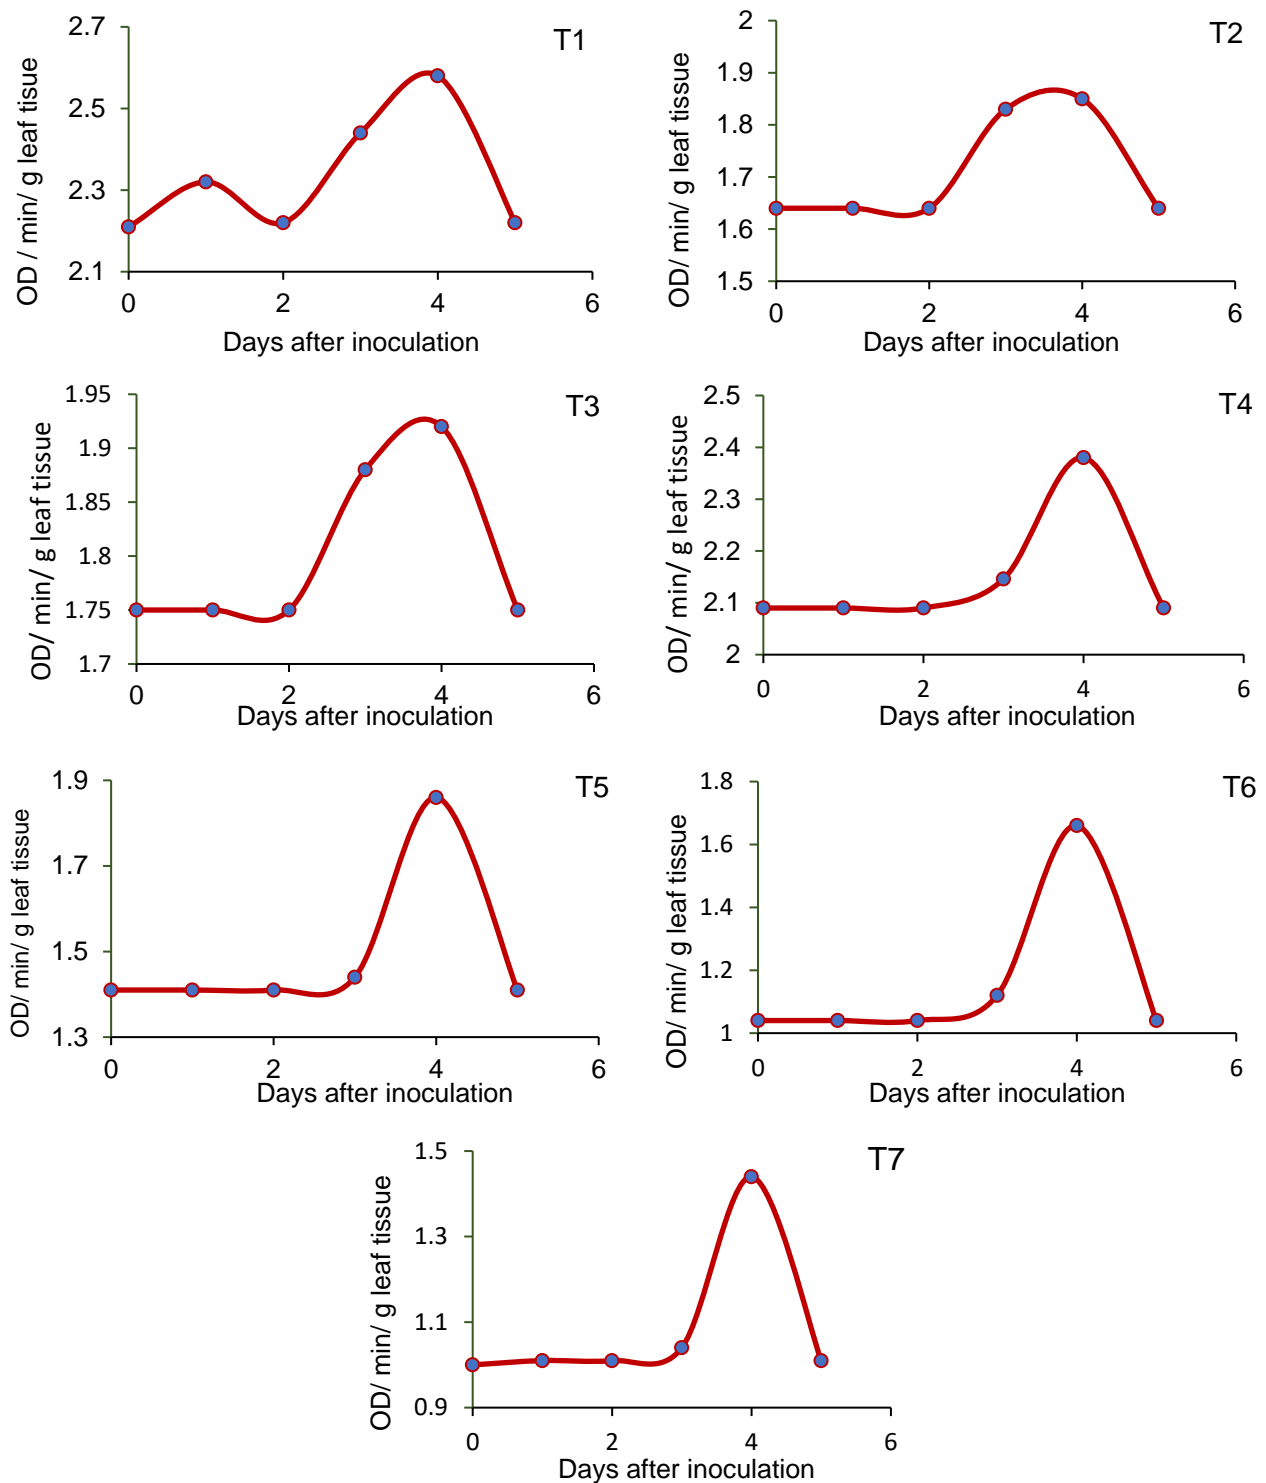 T1
OD / min/ g leaf tisue
2.7
2.5
2.3
2.1
0 2 4 6
Days after inoculation
T2
OD/ min/ g leaf tissue
2
1.9
1.8
1.7
1.6
1.5
0 2 4 6
Days after inoculation
T3
OD/ min/ g leaf tissue
1.95
1.9
1.85
1.8
1.75
1.7
0 2 4 6
Days after inoculation
T4
OD/ min/ g leaf tissue
2.5
2.4
2.3
2.2
2.1
2
0 2 4 6
Days after inoculation
T5
OD/ min/ g leaf tissue
1.9
1.7
1.5
1.3
0 2 4 6
Days after inoculation
T6
OD/ min/ g leaf tissue
1.8
1.6
1.4
1.2
1
0 2 4 6
Days after inoculation
T7
OD/ min/ g leaf tissue
1.5
1.3
1.1
0.9
0 2 4 6
Days after inoculation